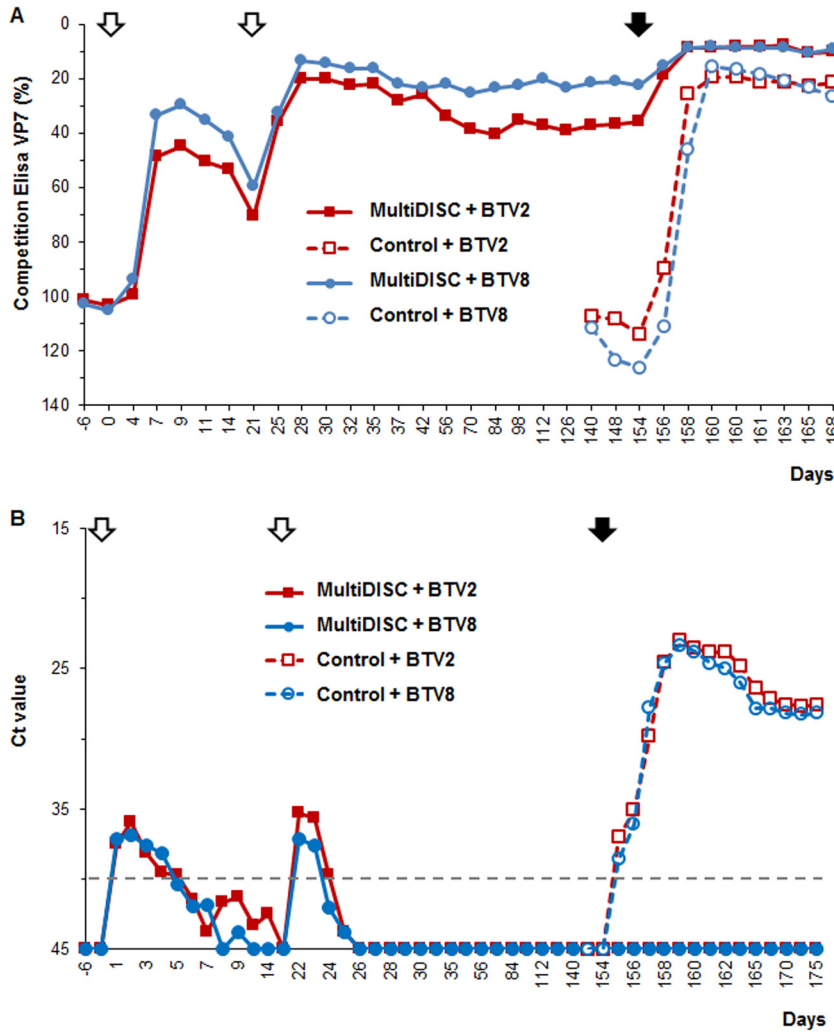 A
Competition Elisa VP7 (%)
0
20
40
60
80
100
120
140
MultiDISC + BTV2
Control + BTV2
MultiDISC + BTV8
Control + BTV8
-6 0 4 7 9 11 14 21 25 28 30 32 35 37 42 56 70 84 98 112 126 140 148 154 156 158 160 160 161 163 165 168
Days
B
Ct value
15
25
35
45
MultiDISC + BTV2
MultiDISC + BTV8
Control + BTV2
Control + BTV8
-6 1 3 5 7 9 14 22 24 26 28 30 35 56 84 112 140 154 156 158 160 162 165 170 175
Days